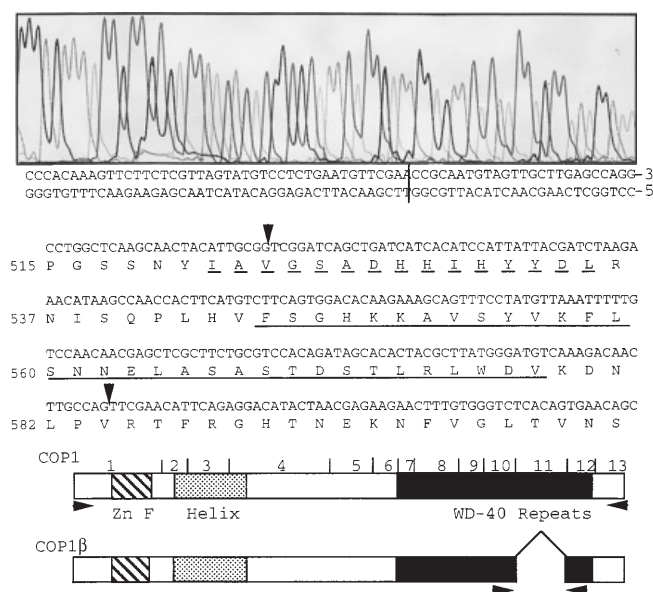 CCCACAAAGTTCTTCTCGTTAGTATGTCCTCTGAATGTTCGAACCGCAATGTAGTTGCTTGAGCCAGG-3
GGGTGTTTCAAGAAGAGCAATCATACAGGAGACTTACAAGCTTGGCGTTACATCAACGAACTCGGTCC-5
CCTGGCTCAAGCAACTACATTGCGGTCGGATCAGCTGATCATCACATCCATTATTACGATCTAAGA
515 P G S S N Y I A V G S A D H H I H Y Y D L R
AACATAAGCCAACCACTTCATGTCTTCAGTGGACACAAGAAAGCAGTTTCCTATGTTAAATTTTTG
537 N I S Q P L H V F S G H K K A V S Y V K F L
TCCAACAACGAGCTCGCTTCTGCGTCCACAGATAGCACACTACGCTTATGGGATGTCAAAGACAAC
560 S N N E L A S A S T D S T L R L W D V K D N
TTGCCAGTTCGAACATTCAGAGGACATACTAACGAGAAGAACTTTGTGGGTCTCACAGTGAACAGC
582 L P V R T F R G H T N E K N F V G L T V N S
COP1 1 2 3 4 5 6 7 8 9 10 11 12 13
Zn F Helix WD-40 Repeats
COP1β